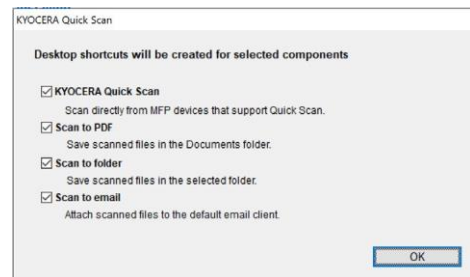 KYOCERA Quick Scan
Desktop shortcuts will be created for selected components
KYOCERA Quick Scan
Scan directly from MFP devices that support Quick Scan.
Scan to PDF
Save scanned files in the Documents folder.
Scan to folder
Save scanned files in the selected folder.
Scan to email
Attach scanned files to the default email client.
OK